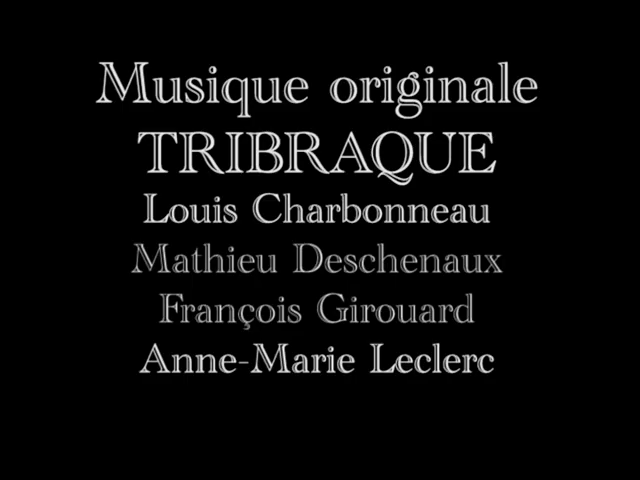 Musique originale
TRIBRAQUE
Louis Charbonneau
Mathieu Deschenaux
François Girouard
Anne-Marie Leclerc